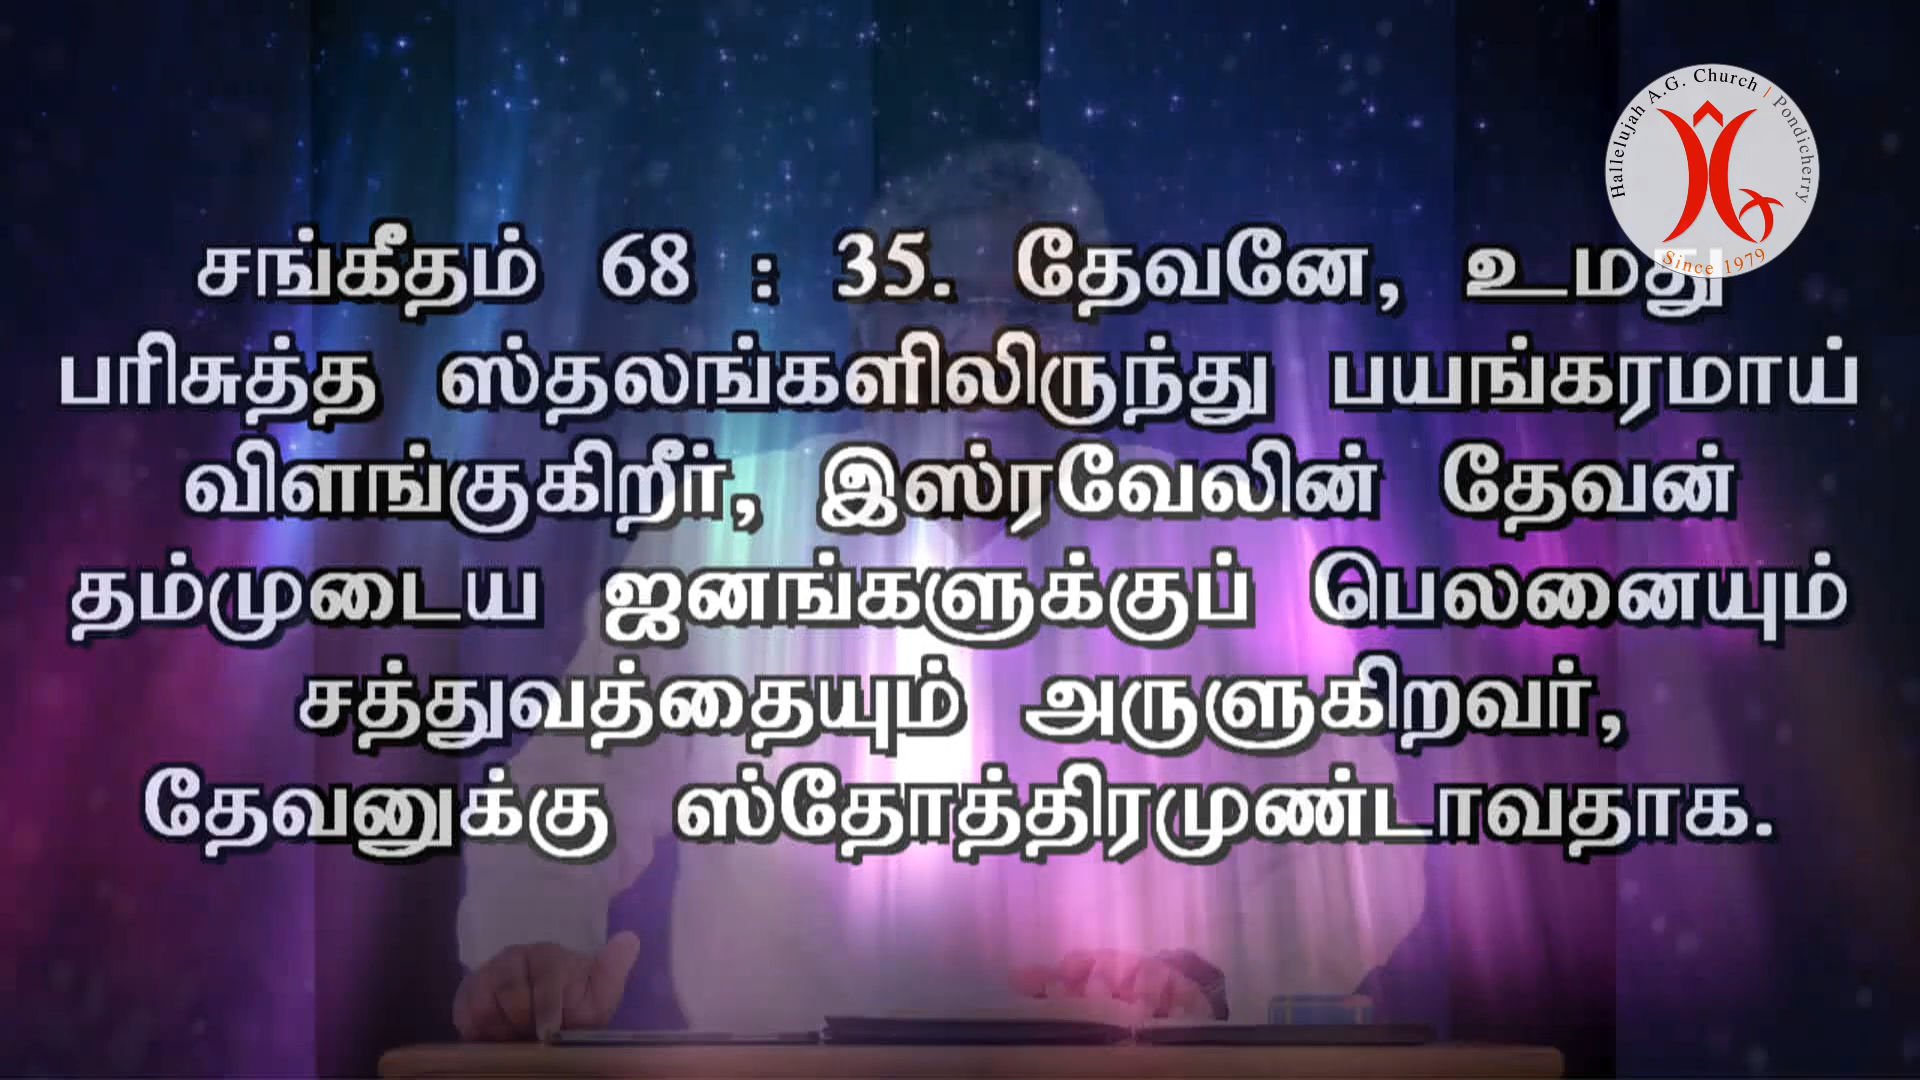 Hallelujah A.G. Church | Pondicherry
Since 1979
சங்கீதம் 68 : 35. தேவனே, உமது
பரிசுத்த ஸ்தலங்களிலிருந்து பயங்கரமாய்
விளங்குகிறீர், இஸ்ரவேலின் தேவன்
தம்முடைய ஜனங்களுக்குப் பெலனையும்
சத்துவத்தையும் அருளுகிறவர்,
தேவனுக்கு ஸ்தோத்திரமுண்டாவதாக.